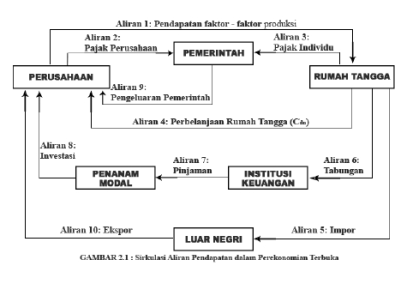 Aliran 1: Pendapatan faktor - faktor produksi
Aliran 2:
Pajak Perusahaan
PEMERINTAH
Aliran 3:
Pajak Individu
PERUSAHAAN
RUMAH TANGGA
Aliran 9:
Pengeluaran Pemerintah
Aliran 4: Perbelanjaan Rumah Tangga
Aliran 8:
Investasi
PENANAM
MODAL
Aliran 7:
Pinjaman
INSTITUSI
KEUANGAN
Aliran 6:
Tabungan
Aliran 10: Ekspor
LUAR NEGRI
Aliran 5: Impor
GAMBAR 2.1 : Sirkulasi Aliran Pendapatan dalam Perekonomian Terbuka